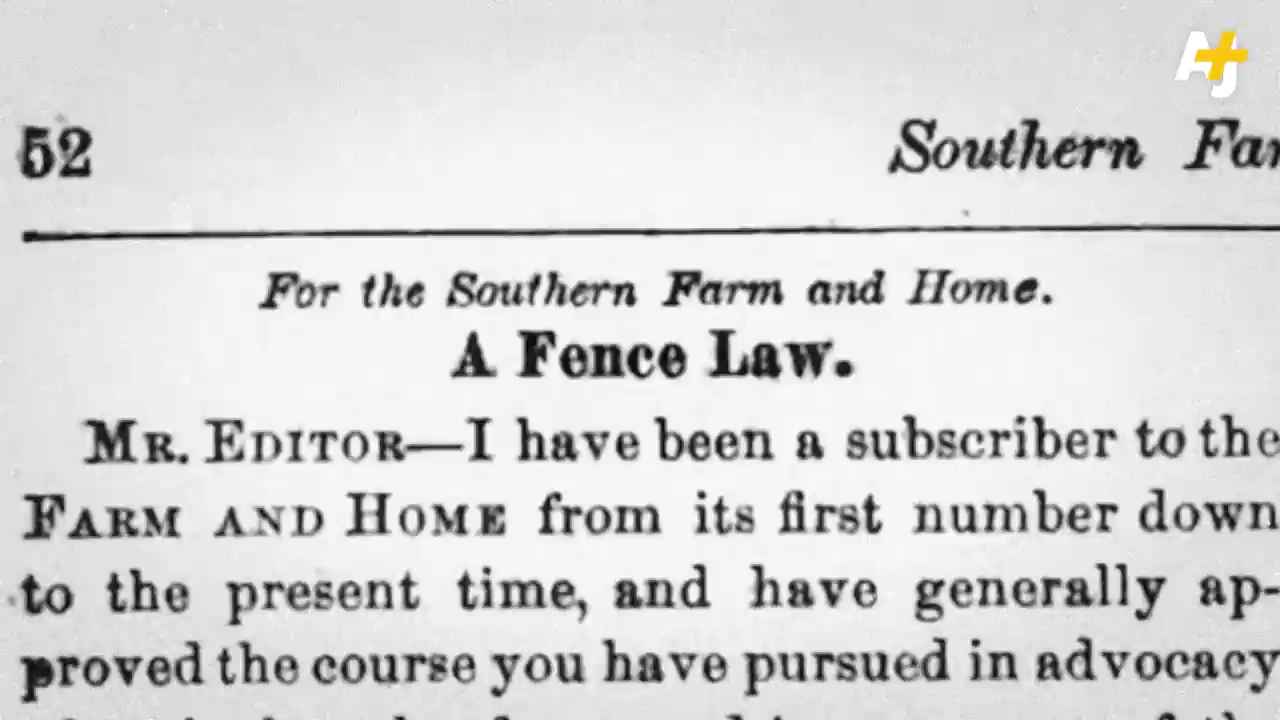 AJ+
52
Southern Far
For the Southern Farm and Home.
A Fence Law.
MR. EDITOR—I have been a subscriber to the
FARM AND HOME from its first number down
to the present time, and have generally ap-
proved the course you have pursued in advocacy